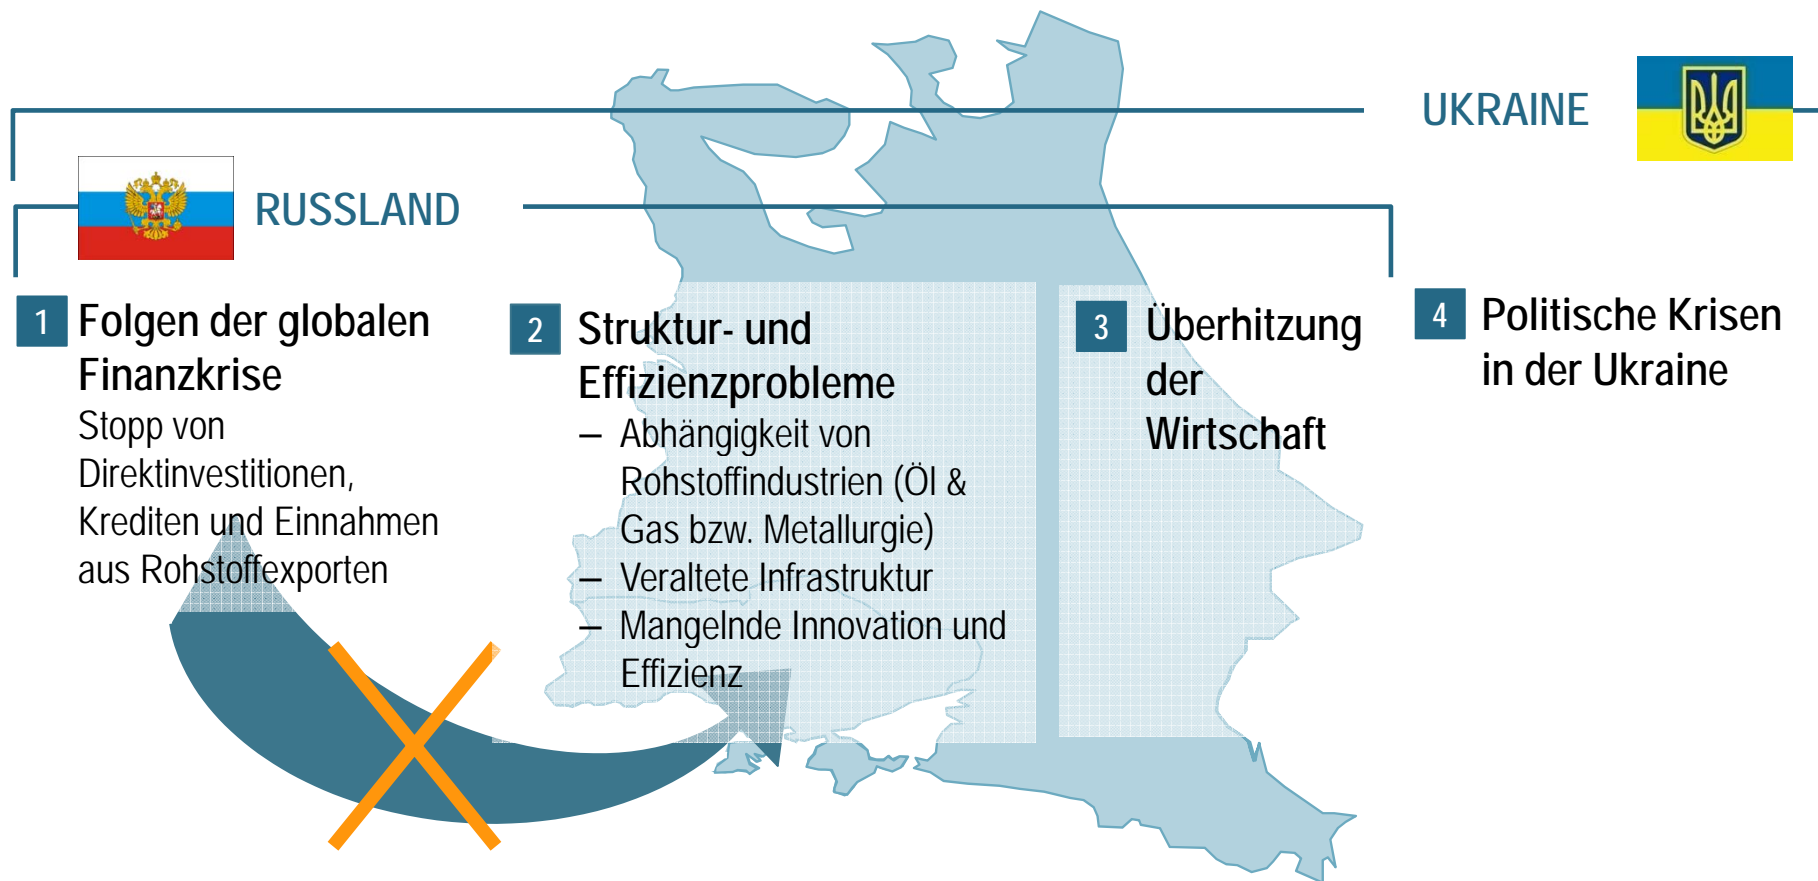 UKRAINE
RUSSLAND
1 Folgen der globalen
Finanzkrise
Stopp von
Direktinvestitionen,
Krediten und Einnahmen
aus Rohstoffexporten
2 Struktur- und
Effizienzprobleme
– Abhängigkeit von
Rohstoffindustrien (Öl &
Gas bzw. Metallurgie)
– Veraltete Infrastruktur
– Mangelnde Innovation und
Effizienz
3 Überhitzung
der
Wirtschaft
4 Politische Krisen
in der Ukraine